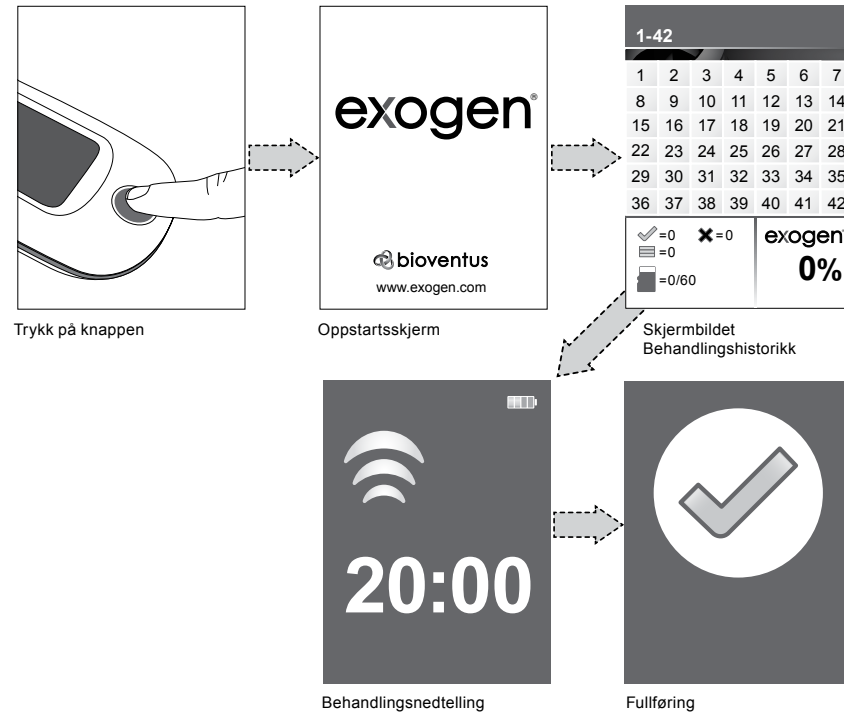 exogen®
bioventus
www.exogen.com
1-42
1 2 3 4 5 6 7
8 9 10 11 12 13 14
15 16 17 18 19 20 21
22 23 24 25 26 27 28
29 30 31 32 33 34 35
36 37 38 39 40 41 42
=0 =0
=0
=0/60
exogen
0%
Trykk på knappen
Oppstartsskjerm
Skjermbildet
Behandlingshistorikk
20:00
Behandlingsnedtelling
Fullføring